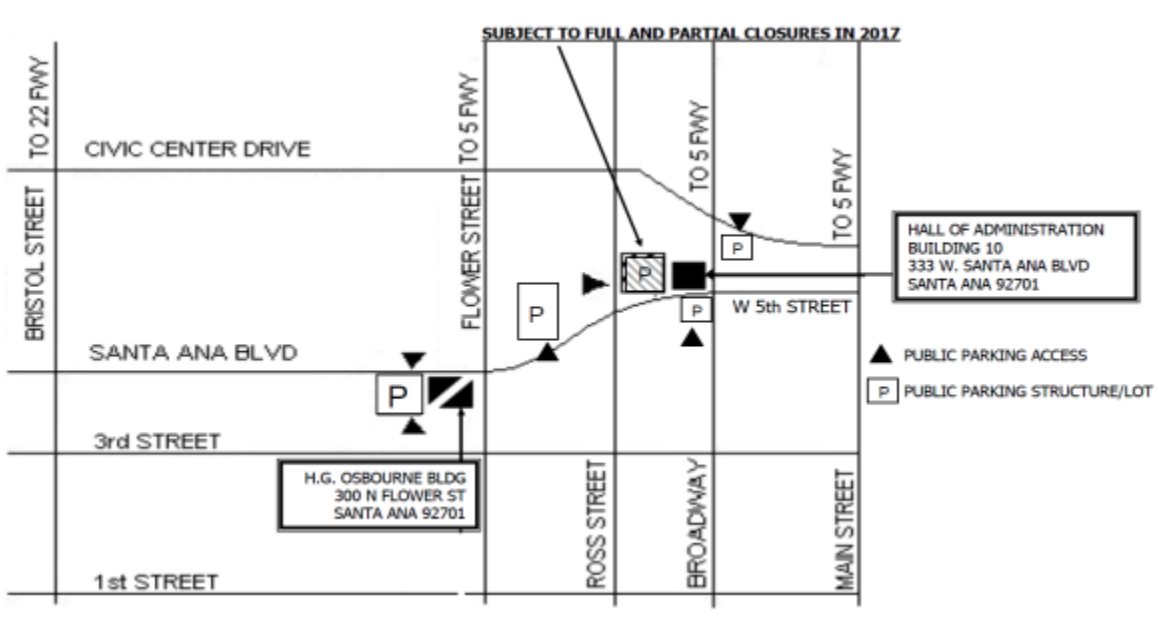 SUBJECT TO FULL AND PARTIAL CLOSURES IN 2017
TO 22 FWY
TO 5 FWY
TO 5 FWY
TO 5 FWY
CIVIC CENTER DRIVE
BRISTOL STREET
FLOWER STREET
P
HALL OF ADMINISTRATION
BUILDING 10
333 W. SANTA ANA BLVD
SANTA ANA 92701
P
P
P
W 5th STREET
SANTA ANA BLVD
PUBLIC PARKING ACCESS
P
P PUBLIC PARKING STRUCTURE/LOT
3rd STREET
H.G. OSBOURNE BLDG
300 N FLOWER ST
SANTA ANA 92701
ROSS STREET
BROADWAY
MAIN STREET
1st STREET